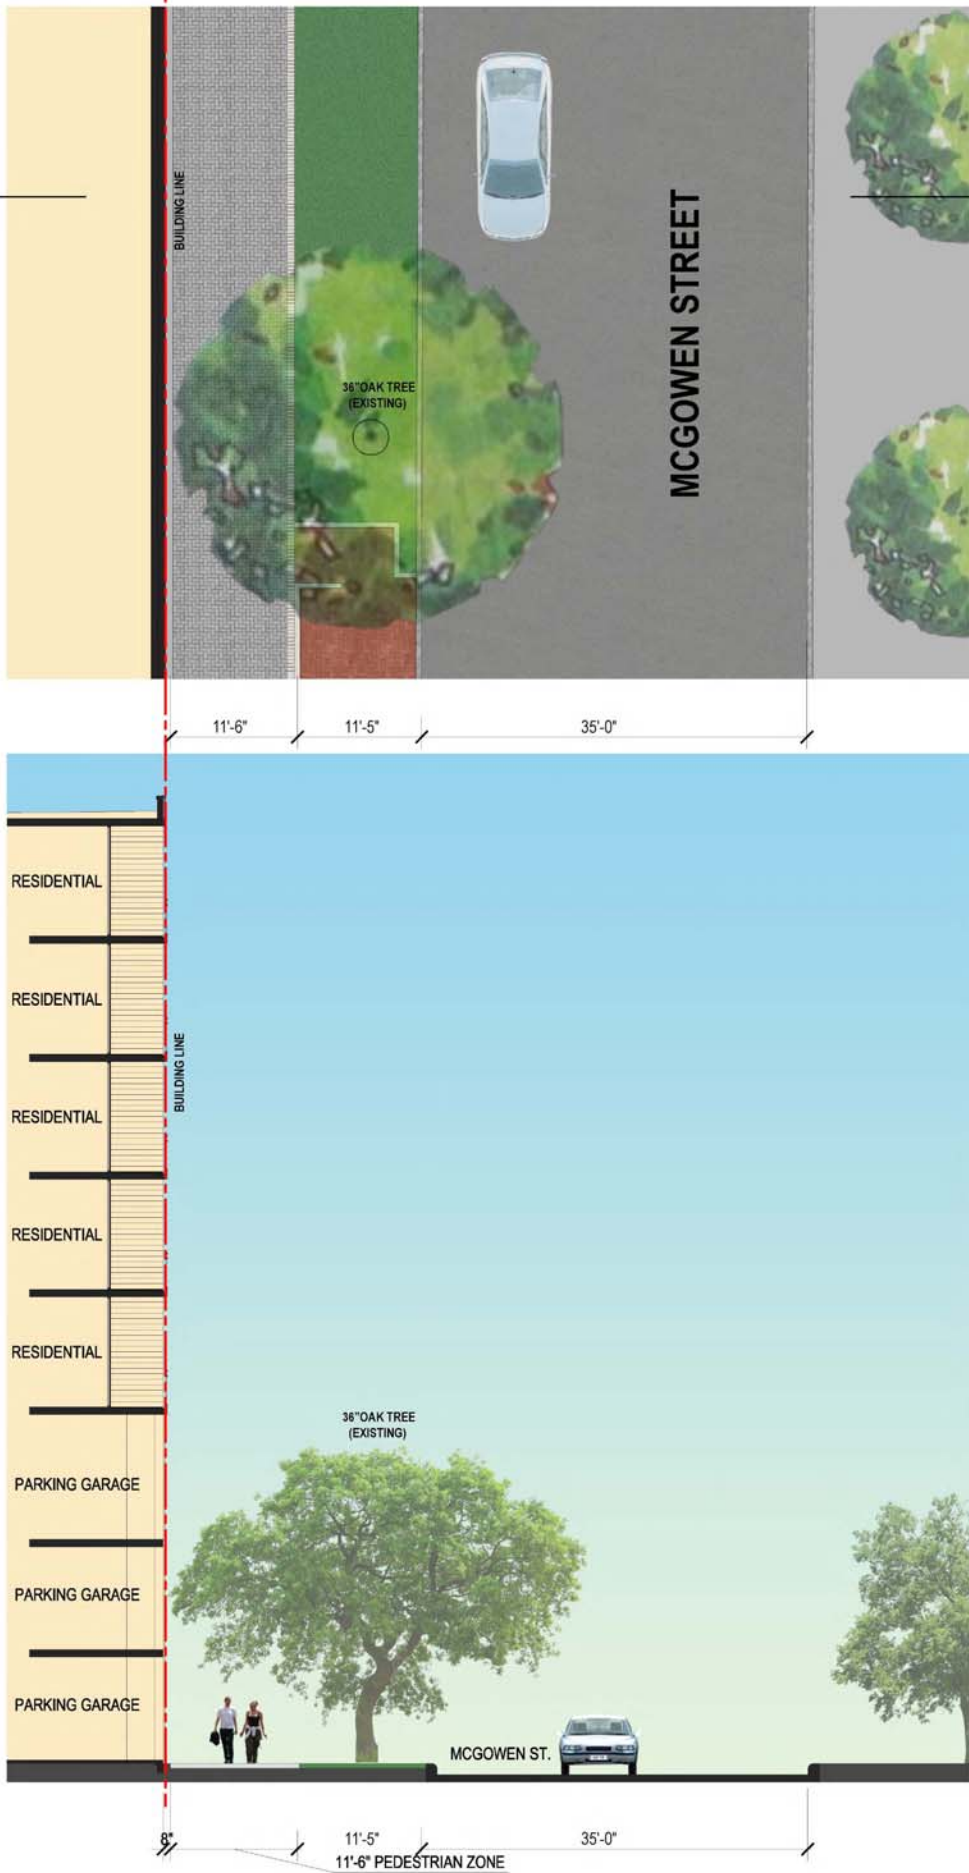 BUILDING LINE
MCGOWEN STREET
36"OAK TREE
(EXISTING)
11'-6"
11'-5"
35'-0"
RESIDENTIAL
RESIDENTIAL
BUILDING LINE
RESIDENTIAL
RESIDENTIAL
RESIDENTIAL
36"OAK TREE
(EXISTING)
PARKING GARAGE
PARKING GARAGE
PARKING GARAGE
MCGOWEN ST.
8"
11'-5"
35'-0"
11'-6" PEDESTRIAN ZONE